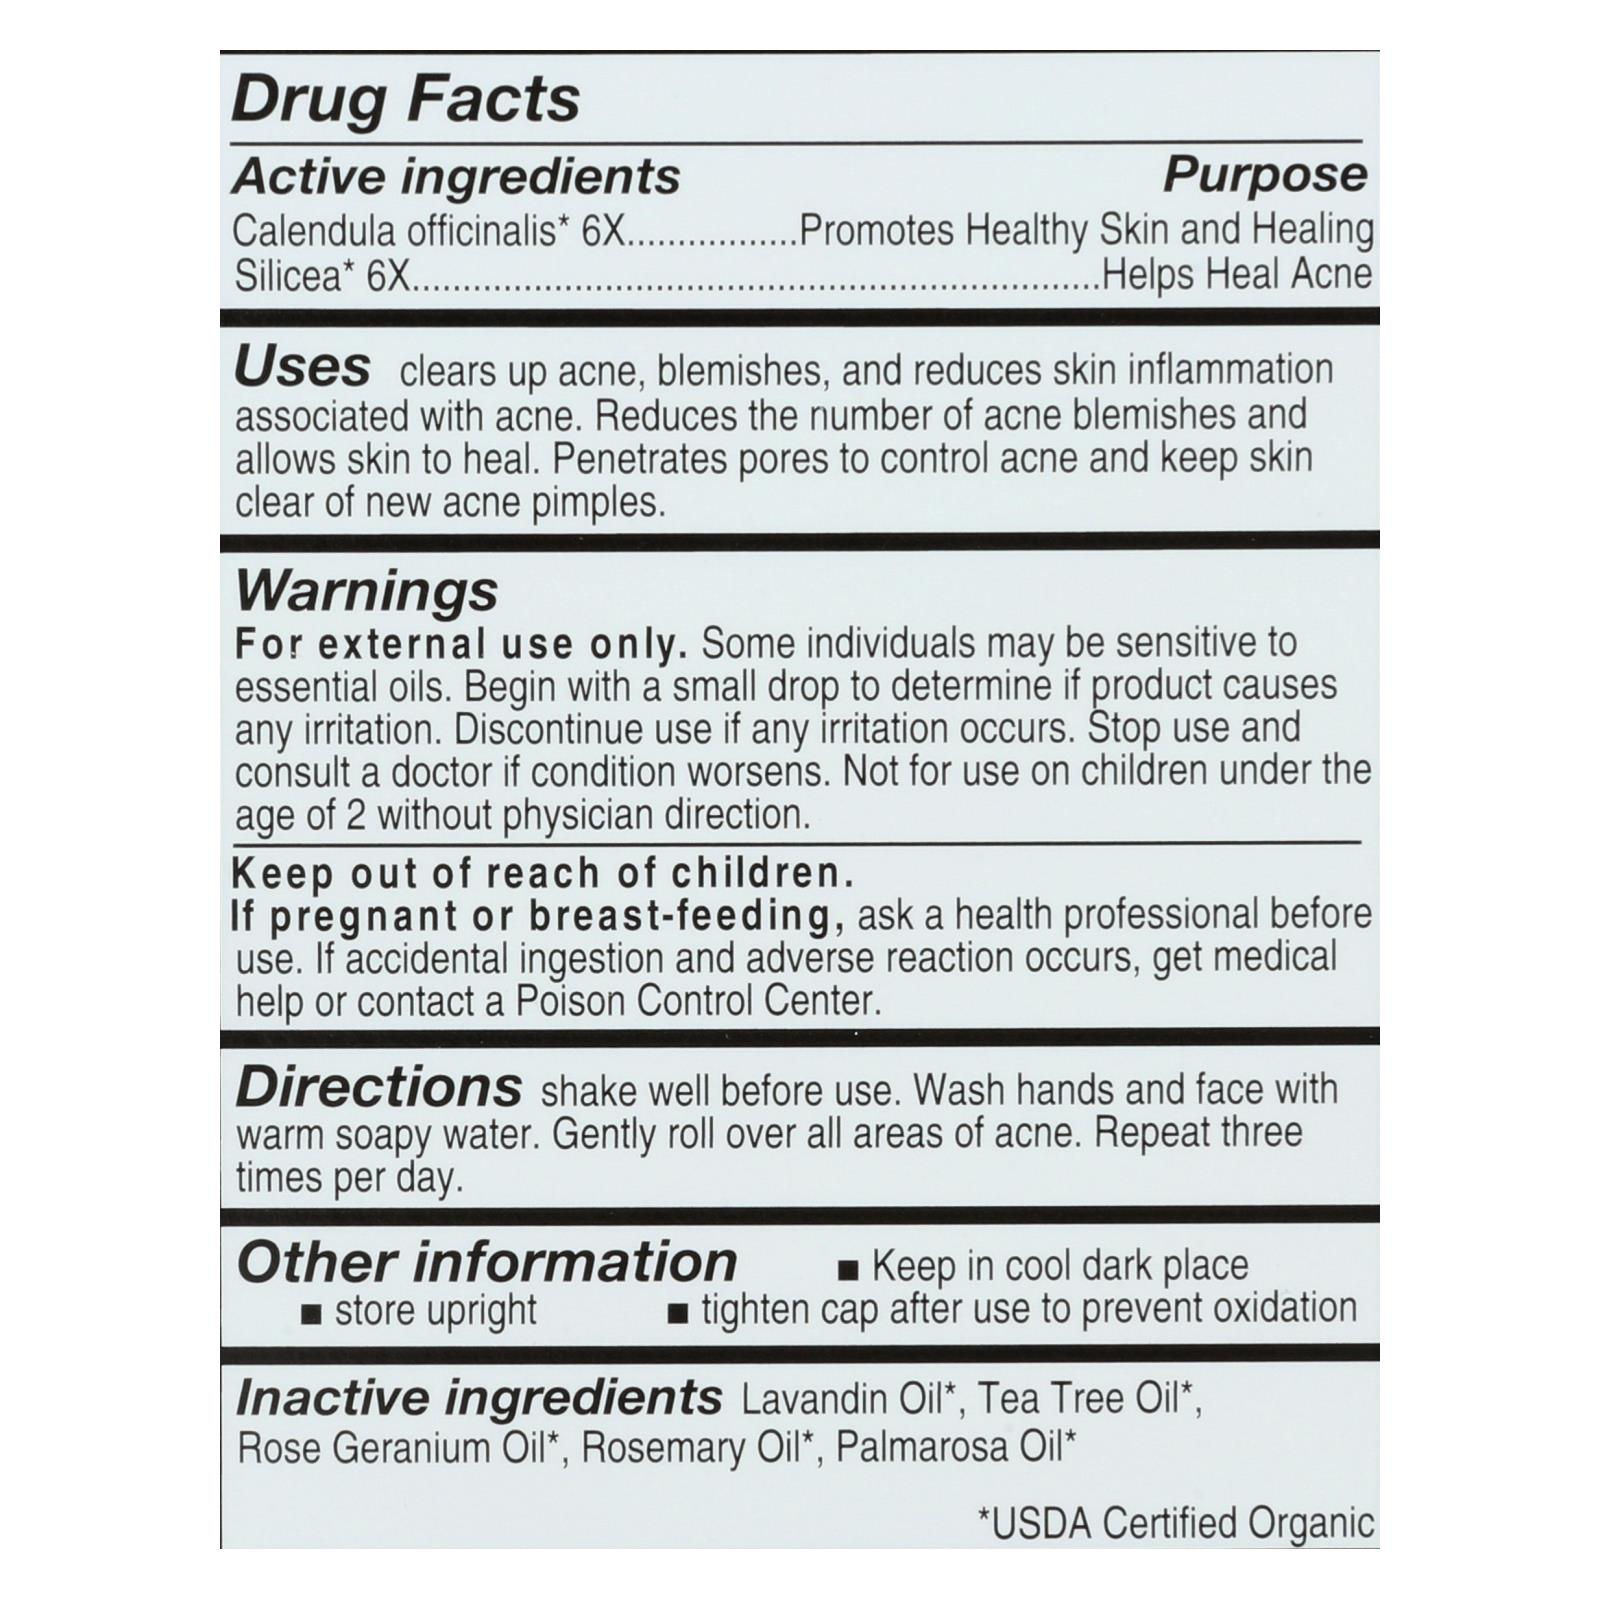 Drug Facts
Active ingredients Purpose
Calendula officinalis* 6X.................Promotes Healthy Skin and Healing
Silicea* 6X....................................................................Helps Heal Acne
Uses clears up acne, blemishes, and reduces skin inflammation
associated with acne. Reduces the number of acne blemishes and
allows skin to heal. Penetrates pores to control acne and keep skin
clear of new acne pimples.
Warnings
For external use only. Some individuals may be sensitive to
essential oils. Begin with a small drop to determine if product causes
any irritation. Discontinue use if any irritation occurs. Stop use and
consult a doctor if condition worsens. Not for use on children under the
age of 2 without physician direction.
Keep out of reach of children.
If pregnant or breast-feeding, ask a health professional before
use. If accidental ingestion and adverse reaction occurs, get medical
help or contact a Poison Control Center.
Directions shake well before use. Wash hands and face with
warm soapy water. Gently roll over all areas of acne. Repeat three
times per day.
Other information ■ Keep in cool dark place
■ store upright ■ tighten cap after use to prevent oxidation
Inactive ingredients Lavandin Oil*, Tea Tree Oil*,
Rose Geranium Oil*, Rosemary Oil*, Palmarosa Oil*
*USDA Certified Organic